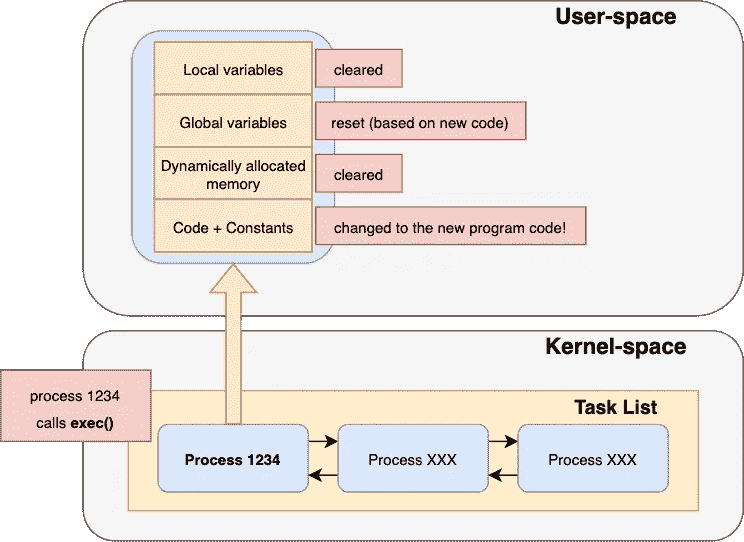 User-space
Local variables
cleared
Global variables
reset (based on new code)
Dynamically allocated
memory
cleared
Code + Constants
changed to the new program code!
Kernel-space
process 1234
calls exec()
Task List
Process 1234
Process XXX
Process XXX